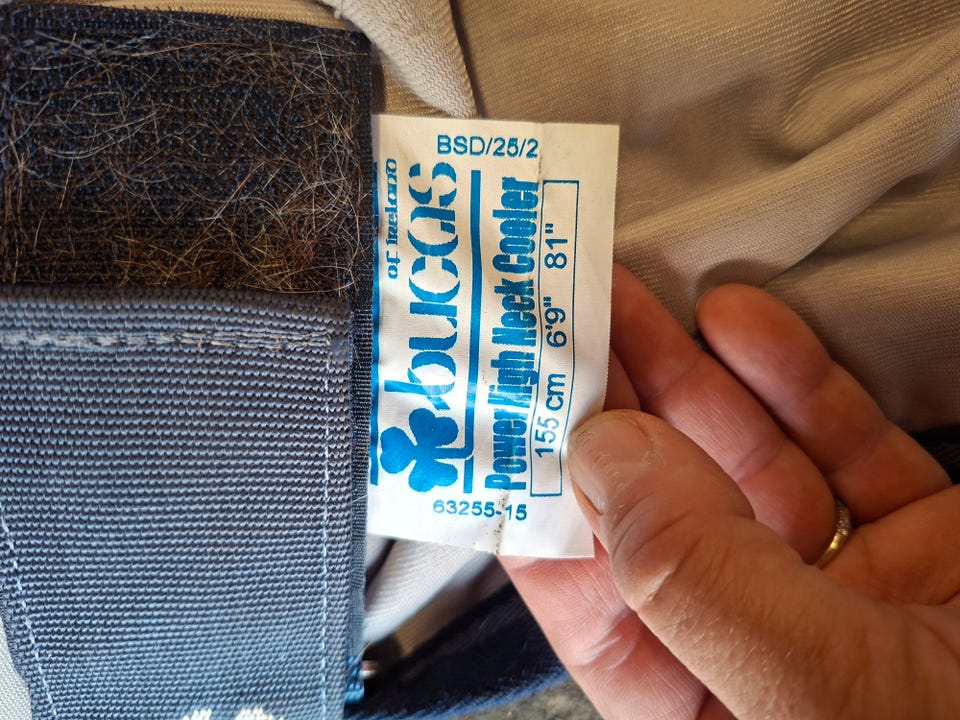 BSD/25/2
of ireland
bucas
Power High Neck Cooler
155 cm 6'9" 81"
63255-15